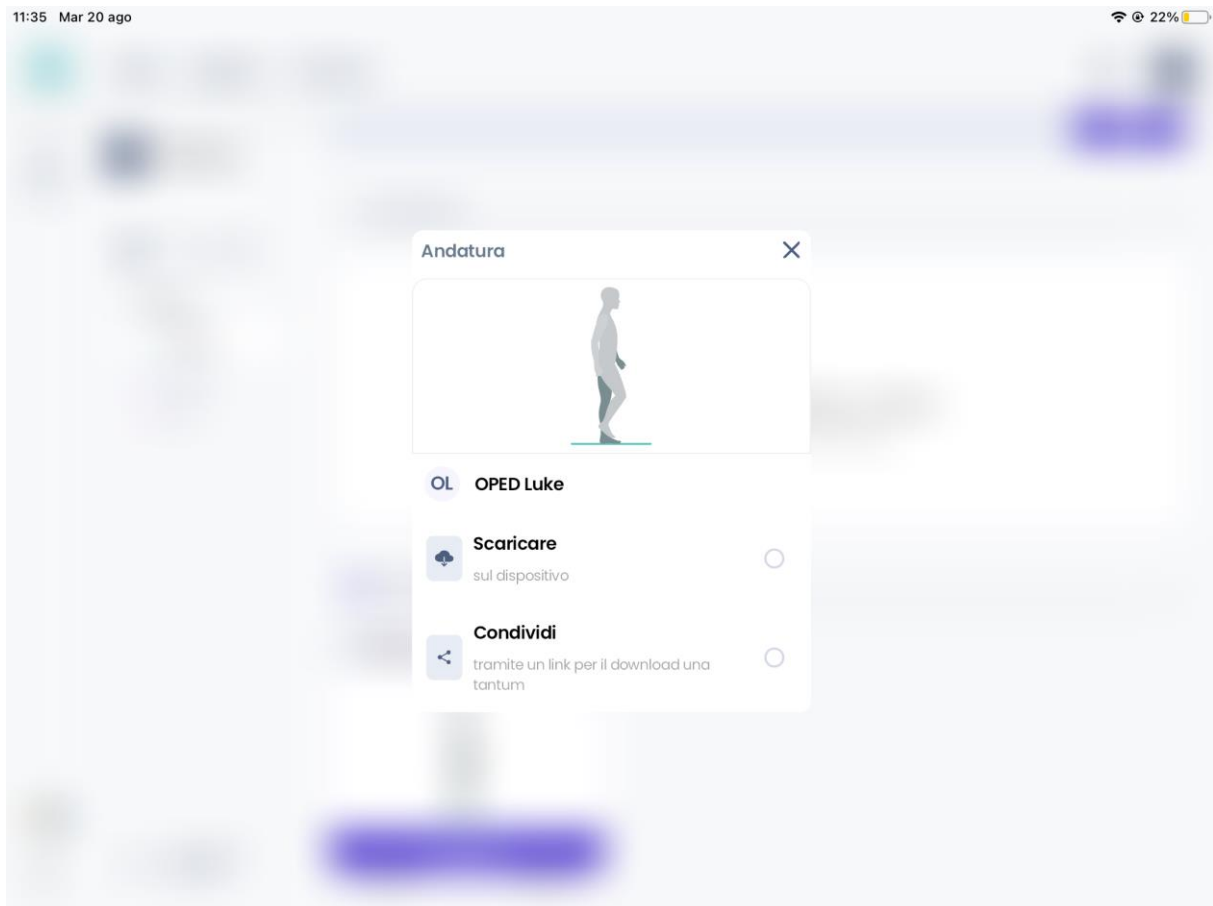 11:35 Mar 20 ago
22%
Andatura
OL OPED Luke
Scaricare
sul dispositivo
Condividi
tramite un link per il download una
tantum